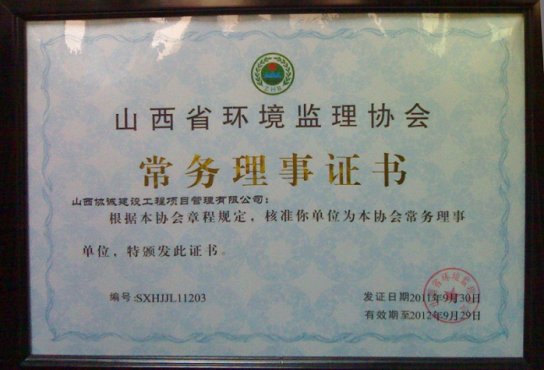 山西省环境监理协会
常务理事证书
山西协诚建设工程项目管理有限公司：
根据本协会章程规定，核准你单位为本协会常务理事
单位，特颁发此证书。
编号:SXHJJL11203
发证日期2011年9月30日
有效期至2012年9月29日